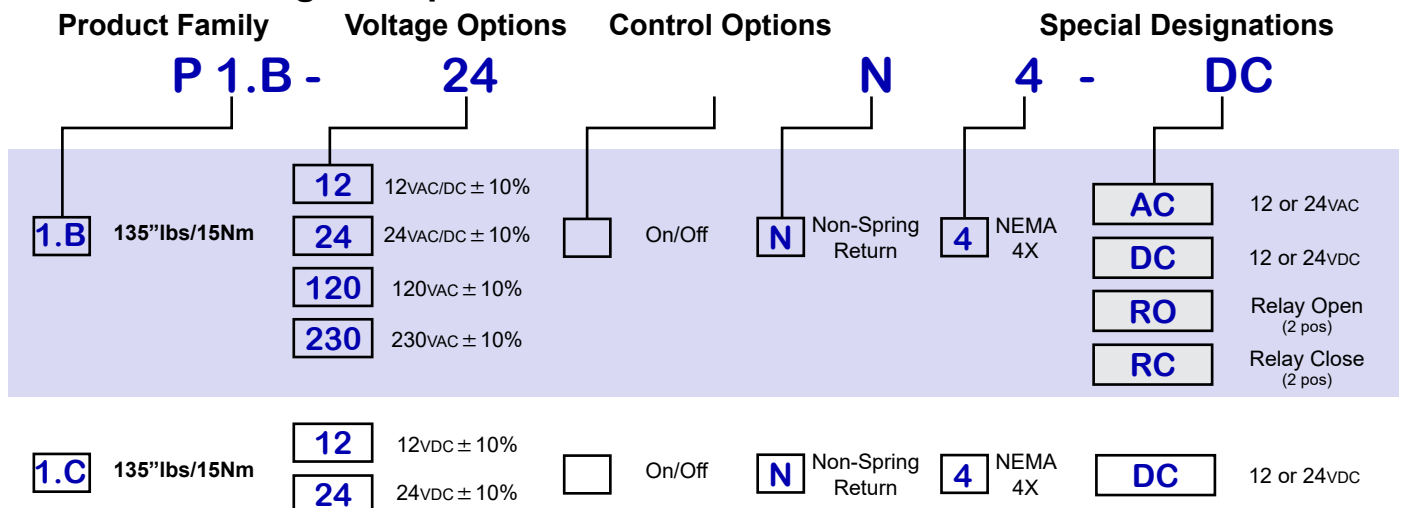 Product Family Voltage Options Control Options Special Designations
P 1.B - 24 N 4 - DC
12 12VAC/DC ± 10%
1.B 135”lbs/15Nm
24 24VAC/DC ± 10%
On/Off
N Non-Spring
Return
4 NEMA
4X
120 120VAC ± 10%
230 230VAC ± 10%
AC 12 or 24VAC
DC 12 or 24VDC
RO Relay Open
(2 pos)
RC Relay Close
(2 pos)
1.C 135”lbs/15Nm
12 12VDC ± 10%
24 24VDC ± 10%
On/Off
N Non-Spring
Return
4 NEMA
4X
DC 12 or 24VDC